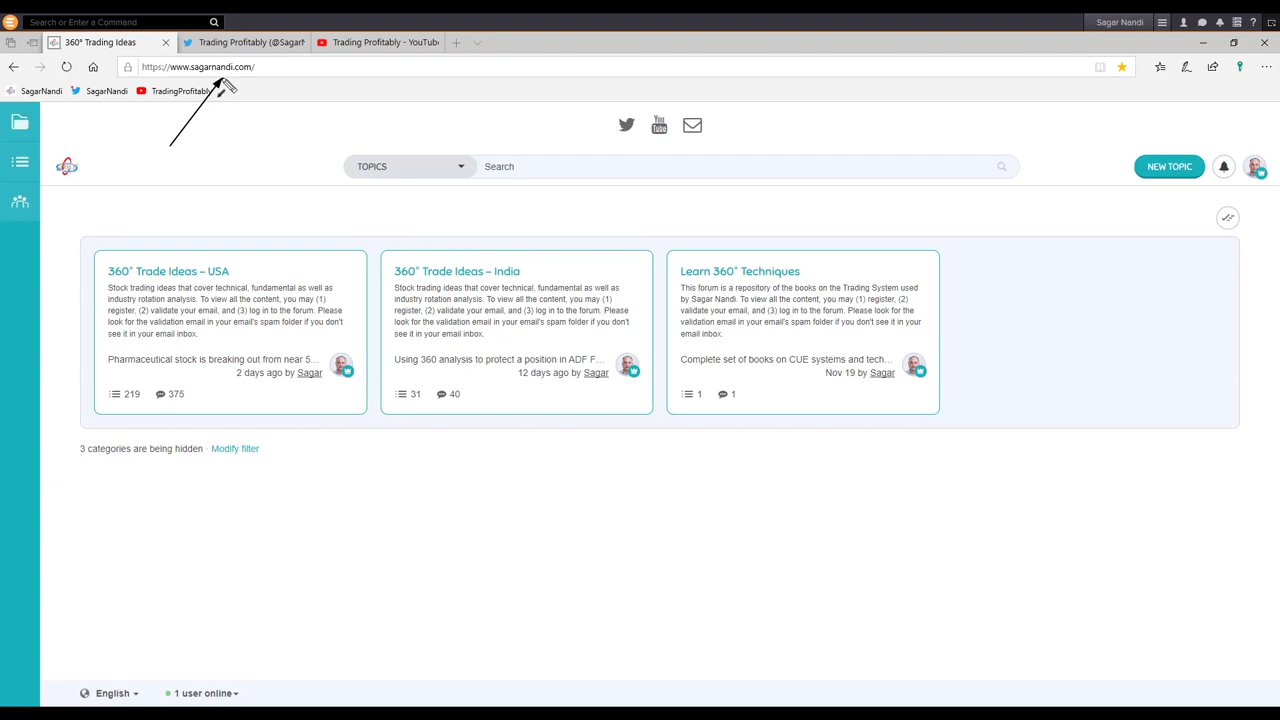 Search or Enter a Command
Sagar Nandi
360° Trading Ideas
Trading Profitably (@SagarN
Trading Profitably - YouTub
https://www.sagarnandi.com/
SagarNandi
SagarNandi
TradingProfitably
You
Tube
TOPICS
Search
NEW TOPIC
360° Trade Ideas – USA
Stock trading ideas that cover technical, fundamental as well as
industry rotation analysis. To view all the content, you may (1)
register, (2) validate your email, and (3) log in to the forum. Please
look for the validation email in your email's spam folder if you don't
see it in your email inbox.
Pharmaceutical stock is breaking out from near 5...
2 days ago by Sagar
219 375
360° Trade Ideas – India
Stock trading ideas that cover technical, fundamental as well as
industry rotation analysis. To view all the content, you may (1)
register, (2) validate your email, and (3) log in to the forum. Please
look for the validation email in your email's spam folder if you don't
see it in your email inbox.
Using 360 analysis to protect a position in ADF F...
12 days ago by Sagar
31 40
Learn 360° Techniques
This forum is a repository of the books on the Trading System used
by Sagar Nandi. To view all the content, you may (1) register, (2)
validate your email, and (3) log in to the forum. Please look for the
validation email in your email's spam folder if you don't see it in your
email inbox.
Complete set of books on CUE systems and tech...
Nov 19 by Sagar
1 1
3 categories are being hidden · Modify filter
English
1 user online